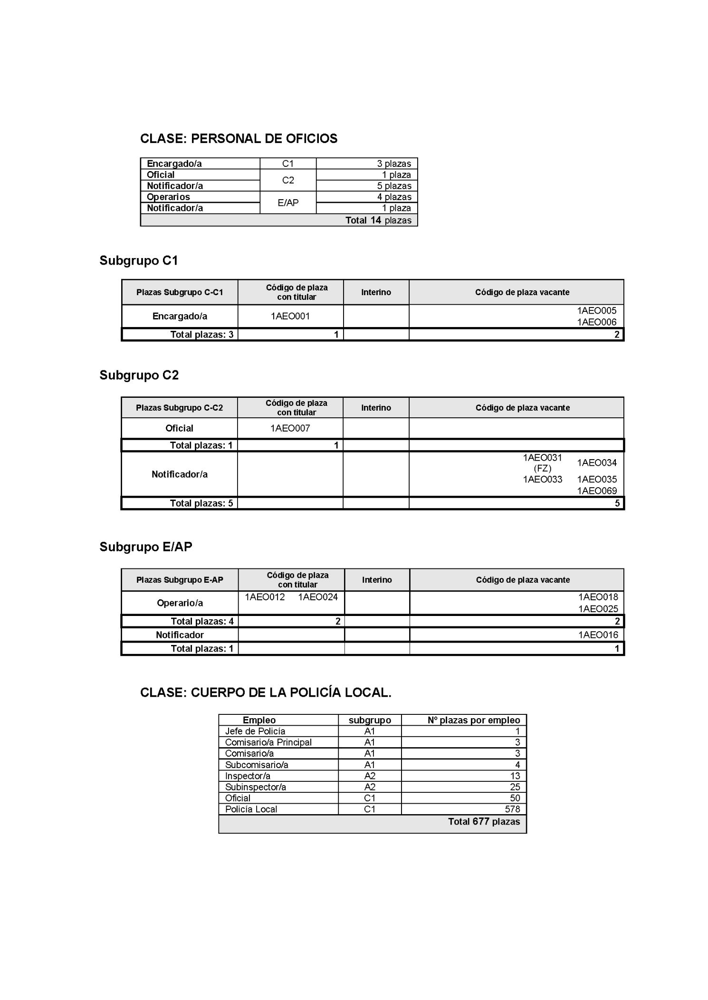 CLASE: PERSONAL DE OFICIOS
Encargado/a C1 3 plazas
Oficial C2 1 plaza
Notificador/a 5 plazas
Operarios E/AP 4 plazas
Notificador/a 1 plaza
Total 14 plazas
Subgrupo C1
Plazas Subgrupo C-C1 Código de plaza con titular Interino Código de plaza vacante
Encargado/a 1AEO001 1AEO005
1AEO006
Total plazas: 3 1 2
Subgrupo C2
Plazas Subgrupo C-C2 Código de plaza con titular Interino Código de plaza vacante
Oficial 1AEO007
Total plazas: 1 1
Notificador/a 1AEO031 (FZ) 1AEO034
1AEO033 1AEO035
1AEO069
Total plazas: 5 5
Subgrupo E/AP
Plazas Subgrupo E-AP Código de plaza con titular Interino Código de plaza vacante
Operario/a 1AEO012 1AEO024 1AEO018
1AEO025
Total plazas: 4 2 2
Notificador 1AEO016
Total plazas: 1 1
CLASE: CUERPO DE LA POLICÍA LOCAL.
Empleo subgrupo Nº plazas por empleo
Jefe de Policía A1 1
Comisario/a Principal A1 3
Comisario/a A1 3
Subcomisario/a A1 4
Inspector/a A2 13
Subinspector/a A2 25
Oficial C1 50
Policía Local C1 578
Total 677 plazas